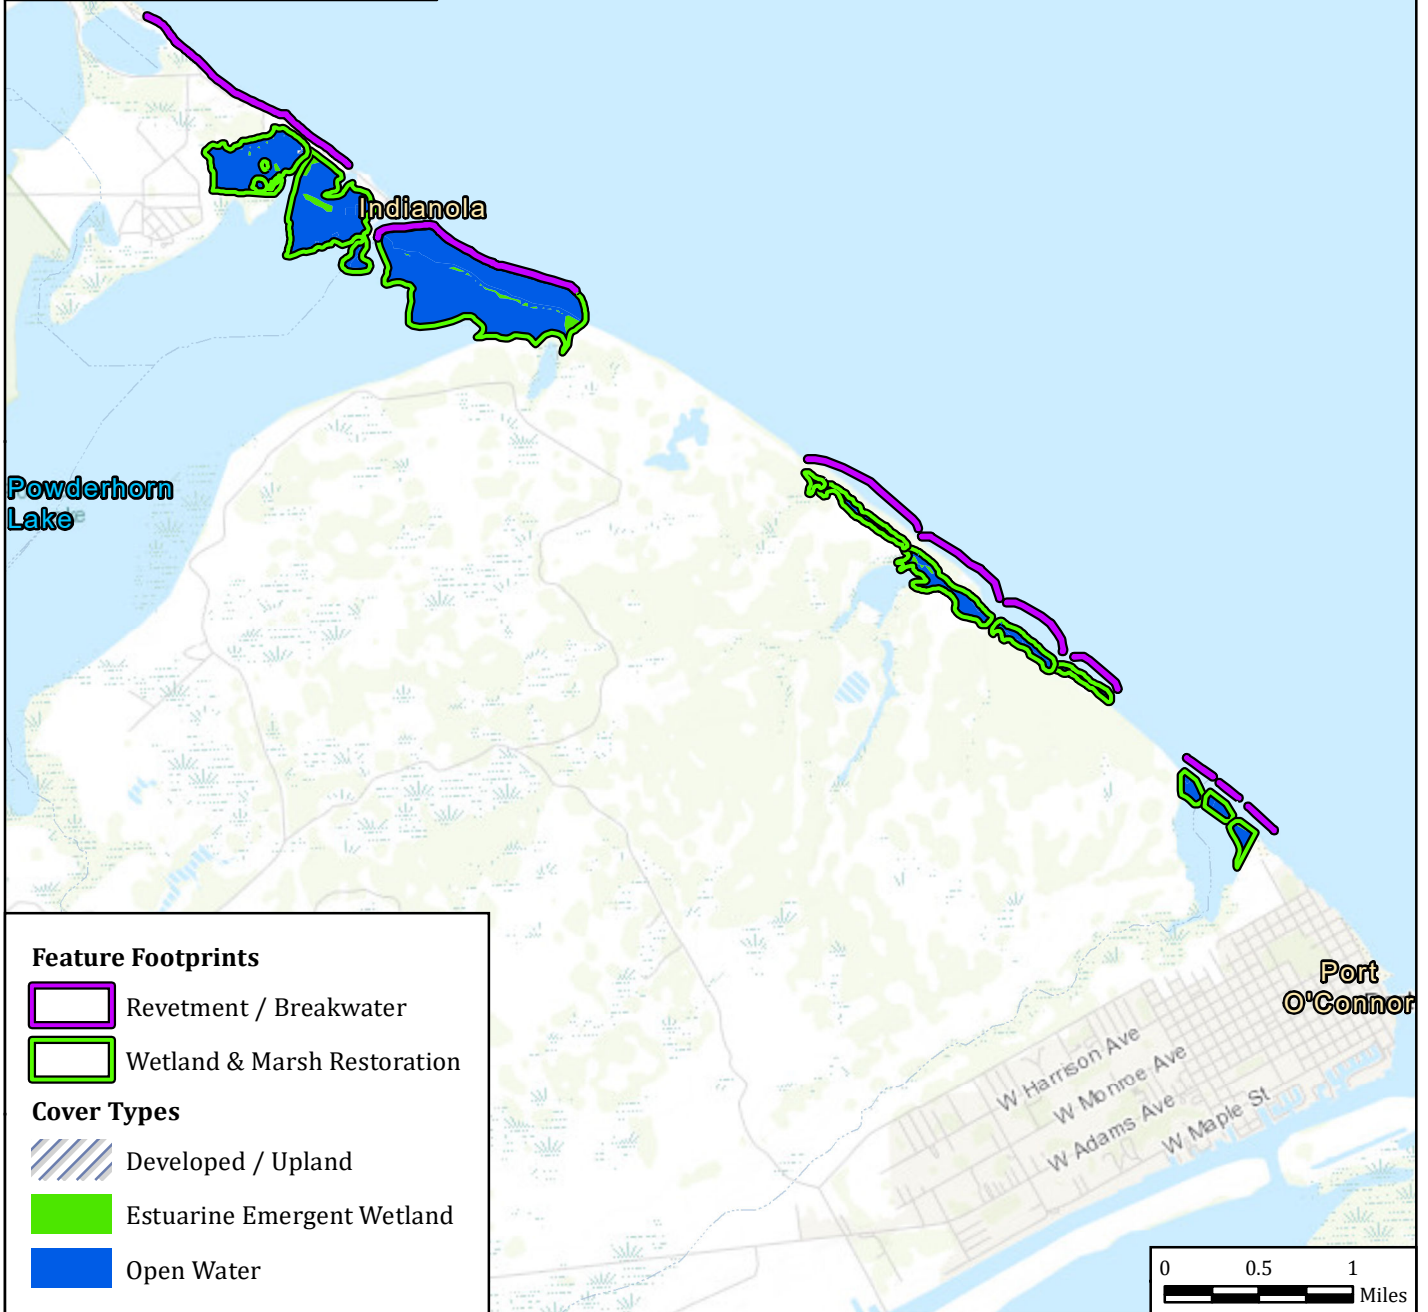 Indianola
Powderhorn
Lake
Port
O'Connor
W Harrison Ave
W Monroe Ave
W Adams Ave
W Maple St
Feature Footprints
Revetment / Breakwater
Wetland & Marsh Restoration
Cover Types
Developed / Upland
Estuarine Emergent Wetland
Open Water
0 0.5 1
Miles